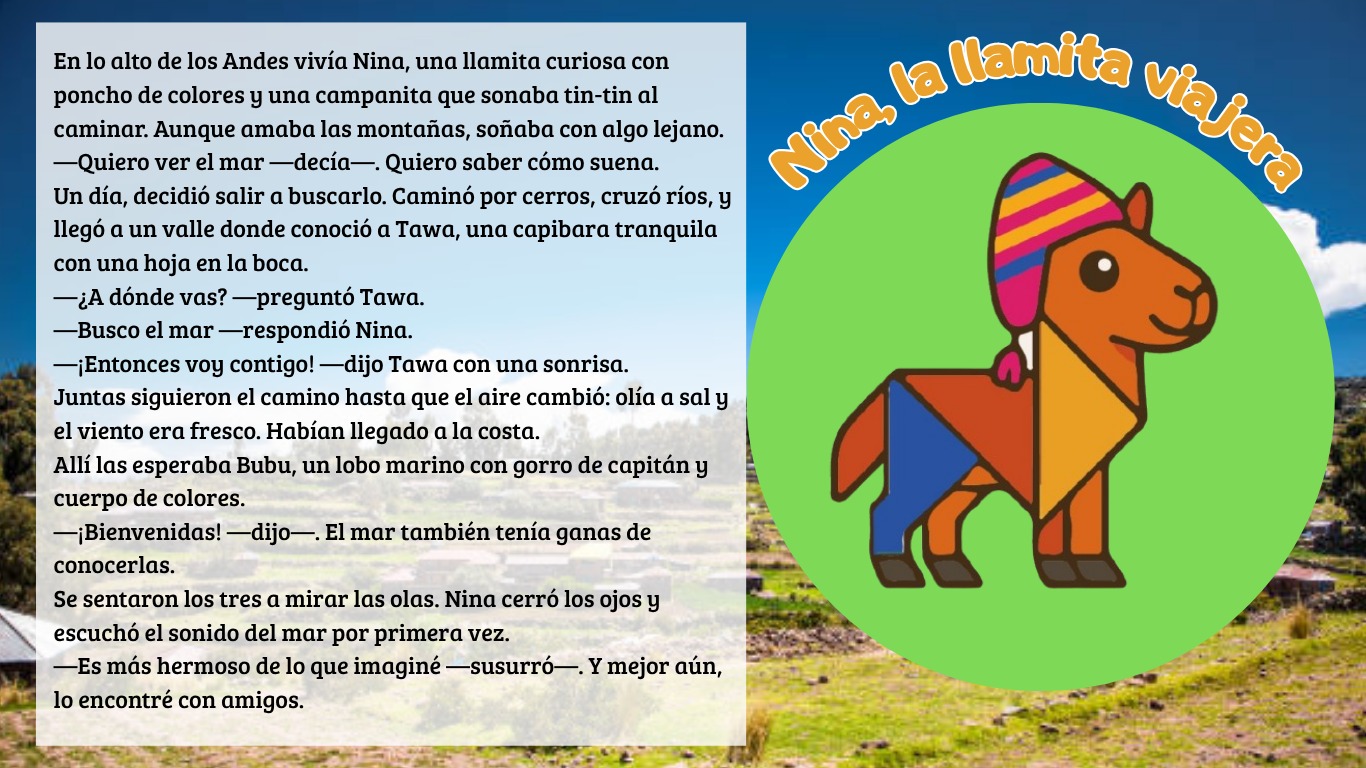 Nina, la llamita viajera
En lo alto de los Andes vivía Nina, una llamita curiosa con
poncho de colores y una campanita que sonaba tin-tin al
caminar. Aunque amaba las montañas, soñaba con algo lejano.
—Quiero ver el mar —decía—. Quiero saber cómo suena.
Un día, decidió salir a buscarlo. Caminó por cerros, cruzó ríos, y
llegó a un valle donde conoció a Tawa, una capibara tranquila
con una hoja en la boca.
—¿A dónde vas? —preguntó Tawa.
—Busco el mar —respondió Nina.
—¡Entonces voy contigo! —dijo Tawa con una sonrisa.
Juntas siguieron el camino hasta que el aire cambió: olía a sal y
el viento era fresco. Habían llegado a la costa.
Allí las esperaba Bubu, un lobo marino con gorro de capitán y
cuerpo de colores.
—¡Bienvenidas! —dijo—. El mar también tenía ganas de
conocerlas.
Se sentaron los tres a mirar las olas. Nina cerró los ojos y
escuchó el sonido del mar por primera vez.
—Es más hermoso de lo que imaginé —susurró—. Y mejor aún,
lo encontré con amigos.